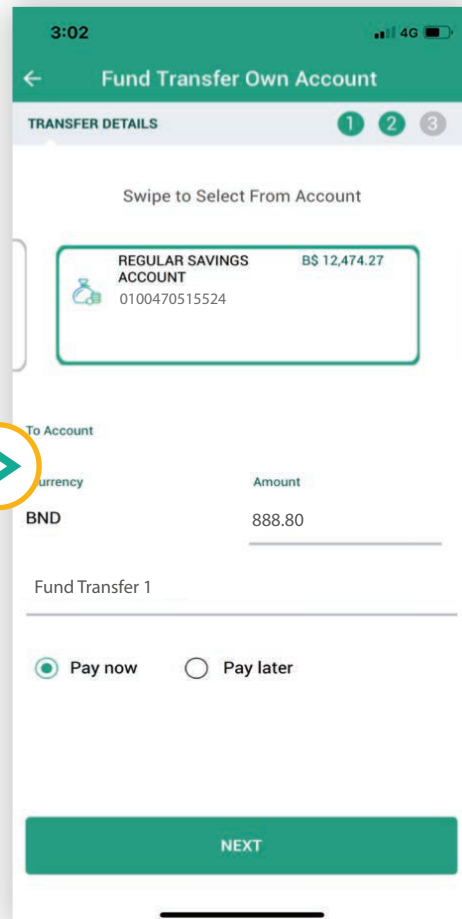 3:02 4G
Fund Transfer Own Account
TRANSFER DETAILS 1 2 3
Swipe to Select From Account
REGULAR SAVINGS B$ 12,474.27
ACCOUNT
0100470515524
To Account
urrency Amount
BND 888.80
Fund Transfer 1
Pay now Pay later
NEXT